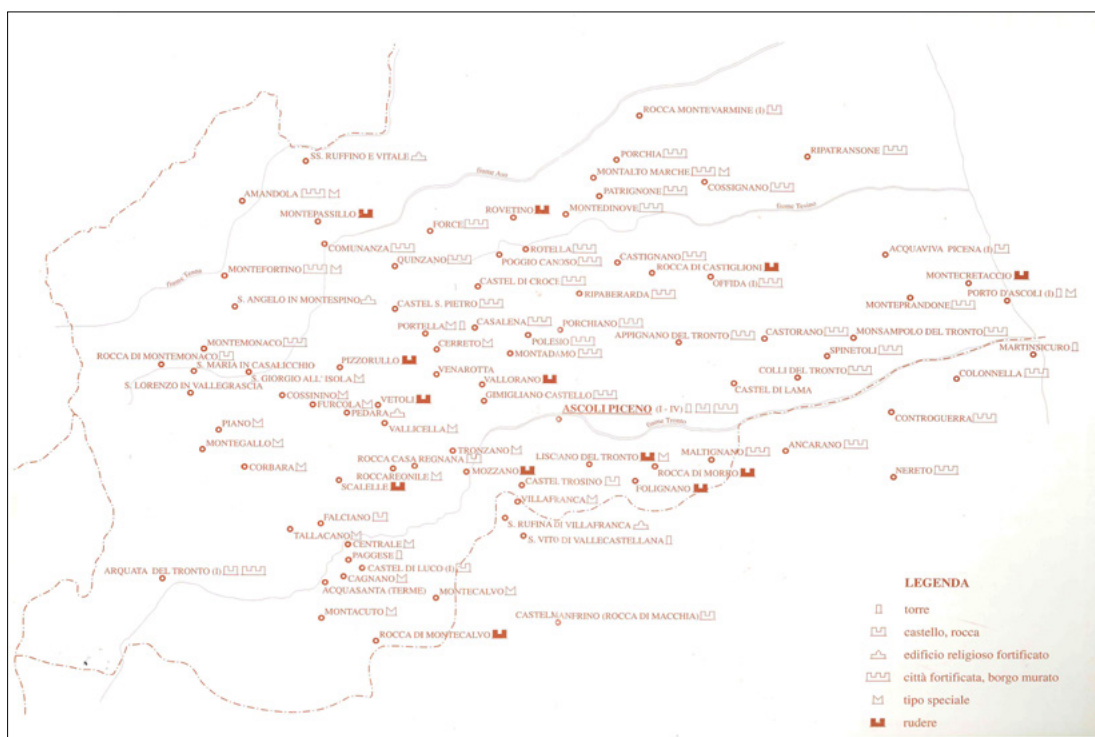 ROCCA MONTEVARMINE (I)
SS. RUFFINO E VITALE
PORCHIA
RIPATRANSONE
MONTALTO MARCHE
fiume Aso
COSSIGNANO
AMANDOLA
PATRIGNONE
MONTEPASSILLO
ROVETINO
MONTEDINOVE
fiume Tesino
FORCE
COMUNANZA
ROTELLA
ACQUAVIVA PICENA (I)
POGGIO CANOSO
CASTIGNANO
QUINZANO
ROCCA DI CASTIGLIONI
MONTEFORTINO
MONTECRETACCIO
fiume Tenna
CASTEL DI CROCE
OFFIDA (I)
RIPABERARDA
PORTO D'ASCOLI (I)
S. ANGELO IN MONTESPINO
CASTEL S. PIETRO
MONTEPRANDONE
CASALENA
PORCHIANO
PORTELLA
POLESIO
APPIGNANO DEL TRONTO
CASTORANO
MONSAMPOLO DEL TRONTO
MONTEMONACO
CERRETO
MARTINSICURO
ROCCA DI MONTEMONACO
PIZZORULLO
MONTADAMO
SPINETOLI
S. MARIA IN CASALICCHIO
COLLI DEL TRONTO
COLONNELLA
S. GIORGIO ALL' ISOLA
VENAROTTA
S. LORENZO IN VALLEGRASCIA
VALLORANO
CASTEL DI LAMA
COSSININO
GIMIGLIANO CASTELLO
FURCOLA
VETOLI
PEDARA
ASCOLI PICENO (I - IV)
CONTROGUERRA
PIANO
VALLICELLA
fiume Tronto
MONTEGALLO
TRONZANO
LISCIANO DEL TRONTO
MALTIGNANO
ANCARANO
ROCCA CASA REGNANA
CORBARA
MOZZANO
ROCCA DI MORRO
NERETO
ROCCAREONILE
SCALELLE
CASTEL TROSINO
FOLIGNANO
VILLAFRANCA
FALCIANO
S. RUFINA DI VILLAFRANCA
TALLACANO
S. VITO DI VALLECASTELLANA
CENTRALE
PAGGESE
CASTEL DI LUCO (I)
ARQUATA DEL TRONTO (I)
CAGNANO
ACQUASANTA (TERME)
MONTECALVO
MONTACUTO
CASTELMANFRINO (ROCCA DI MACCHIA)
ROCCA DI MONTECALVO
LEGENDA
torre
castello, rocca
edificio religioso fortificato
città fortificata, borgo murato
tipo speciale
rudere